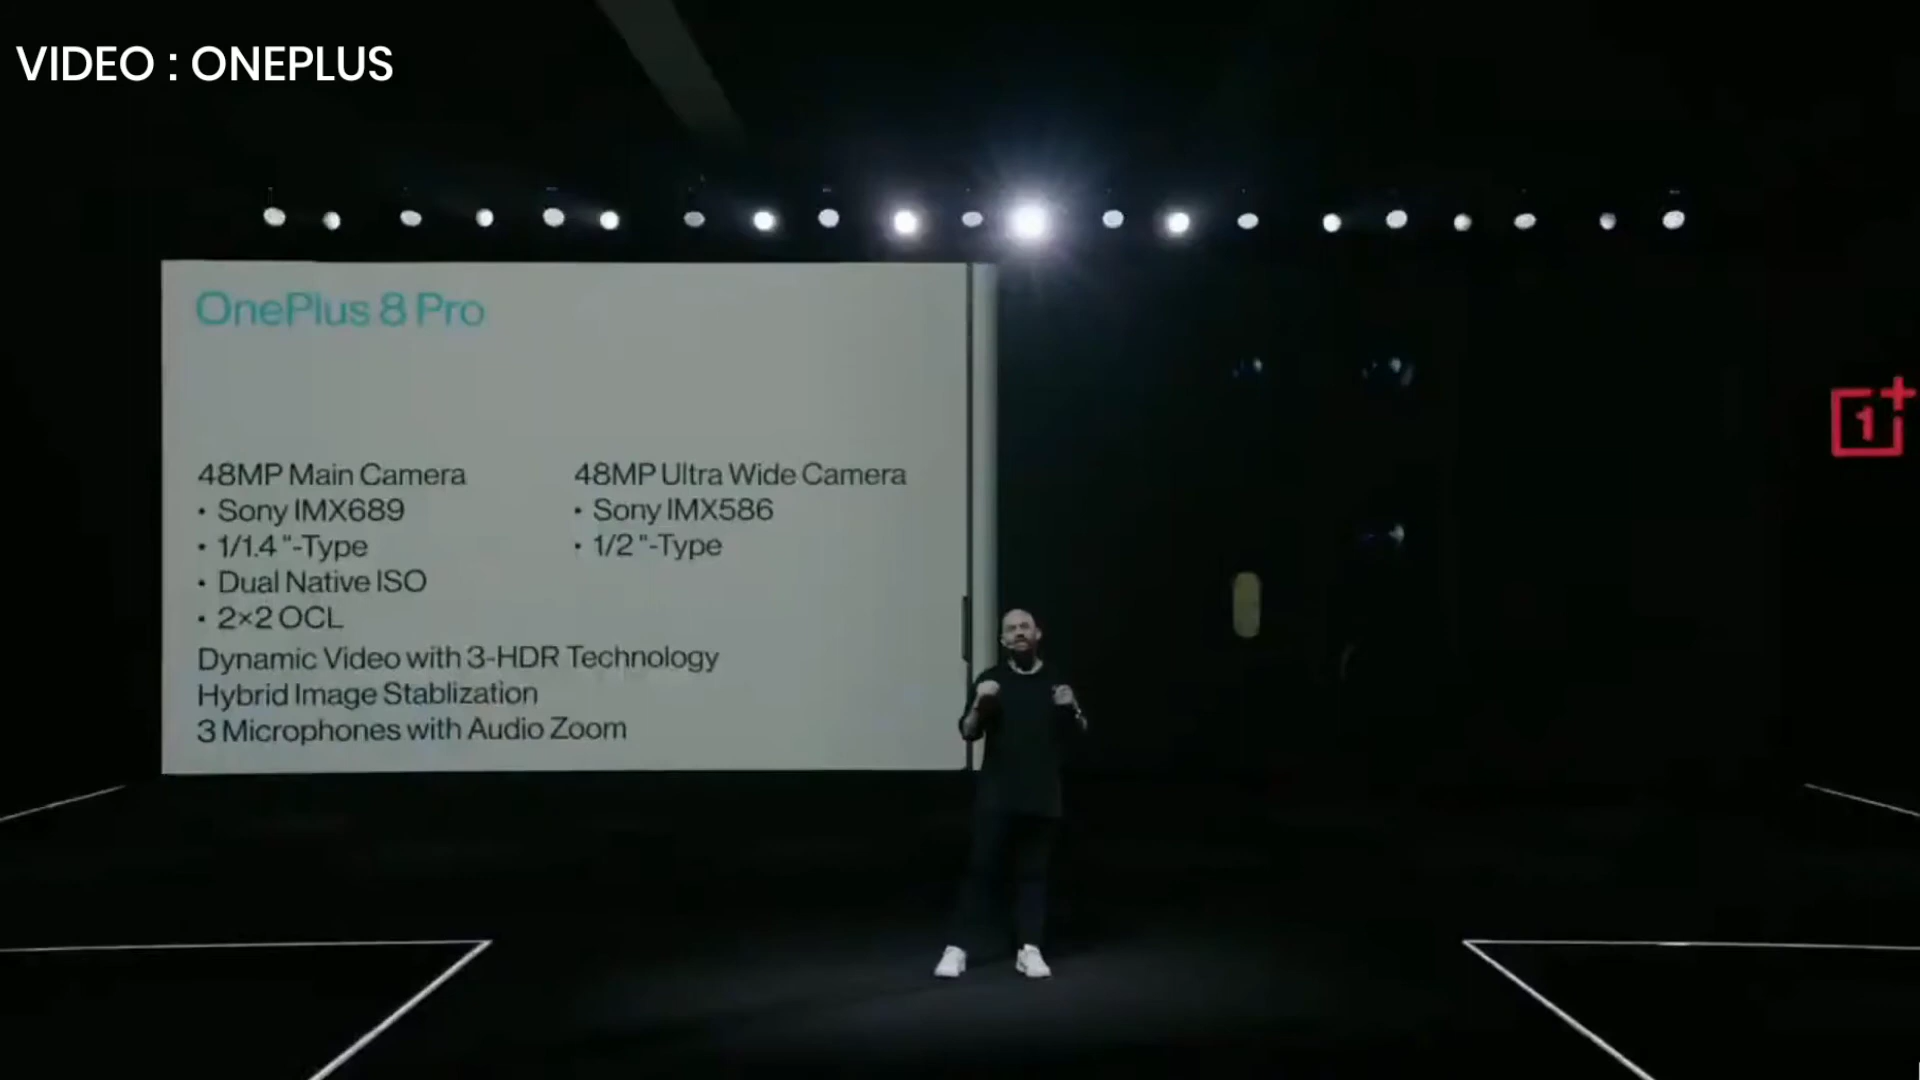 VIDEO : ONEPLUS
OnePlus 8 Pro
48MP Main Camera
• Sony IMX689
• 1/1.4 "-Type
• Dual Native ISO
• 2×2 OCL
48MP Ultra Wide Camera
• Sony IMX586
• 1/2 "-Type
Dynamic Video with 3-HDR Technology
Hybrid Image Stablization
3 Microphones with Audio Zoom
1+